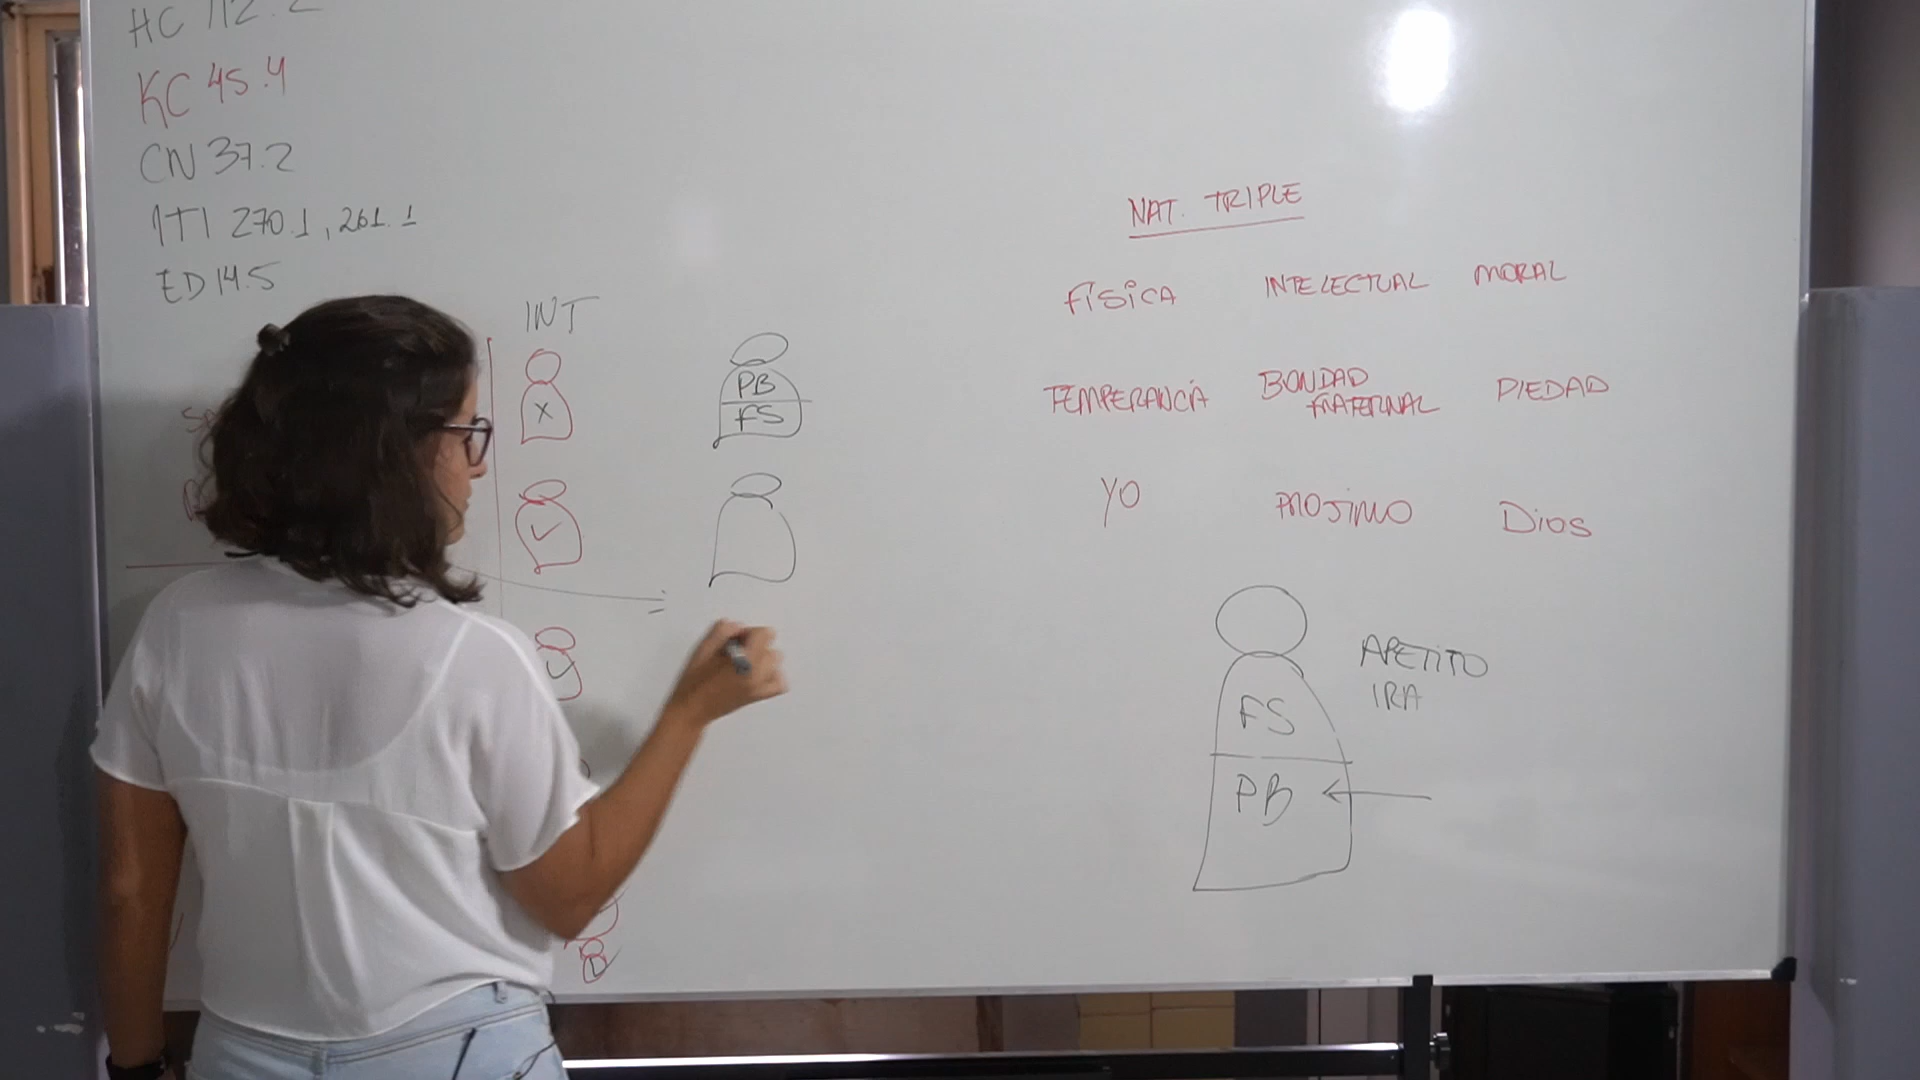 HC 112.2
KC 45.4
CN 37.2
1TI 270.1, 261.1
ED 14.5
INT
X
PB
FS
NAT. TRIPLE
FÍSICA INTELECTUAL MORAL
TEMPERANCIA BONDAD FRATERNAL PIEDAD
YO PROJIMO Dios
APETITO
IRA
FS
PB